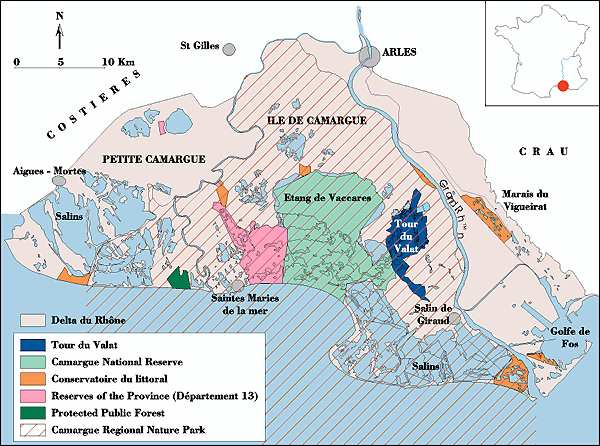 N
0 5 10 Km
St Gilles
ARLES
COSTIERES
ILE DE CAMARGUE
CRAU
PETITE CAMARGUE
Aigues - Mortes
Marais du
Vigueirat
Salins
Etang de Vaccares
Tour
du
Valat
Saintes Maries
de la mer
Salin de
Giraud
Golfe de
Fos
Salins
Delta du Rhône
Tour du Valat
Camargue National Reserve
Conservatoire du littoral
Reserves of the Province (Département 13)
Protected Public Forest
Camargue Regional Nature Park